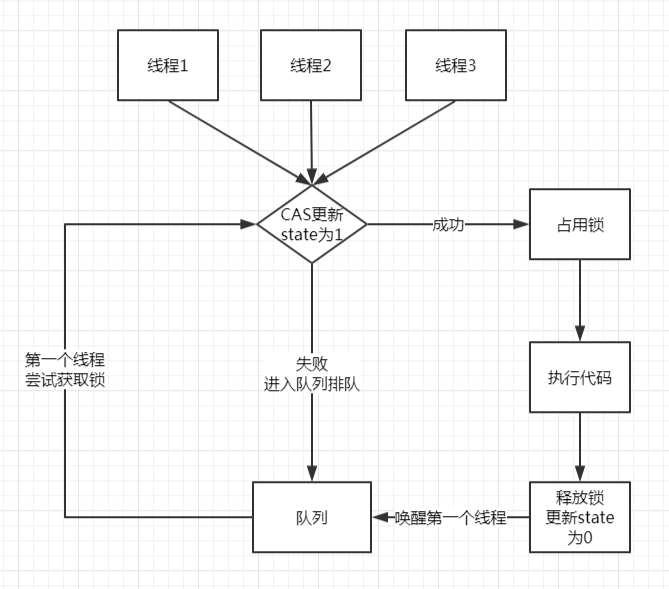 线程1
线程2
线程3
CAS更新
state为1
成功
占用锁
第一个线程
尝试获取锁
失败
进入队列排队
执行代码
队列
唤醒第一个线程
释放锁
更新state
为0